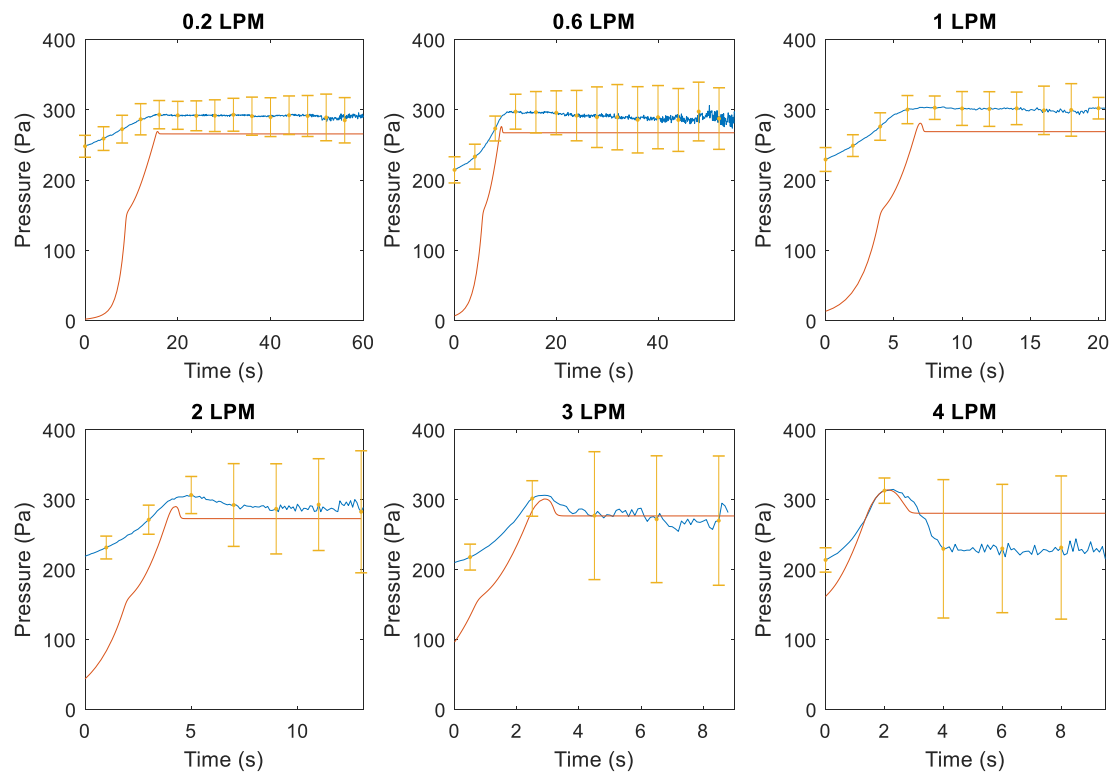 0.2 LPM
Pressure (Pa)
400
300
200
100
0
0 20 40 60
Time (s)
0.6 LPM
Pressure (Pa)
400
300
200
100
0
0 20 40
Time (s)
1 LPM
Pressure (Pa)
400
300
200
100
0
0 5 10 15 20
Time (s)
2 LPM
Pressure (Pa)
400
300
200
100
0
0 5 10
Time (s)
3 LPM
Pressure (Pa)
400
300
200
100
0
0 2 4 6 8
Time (s)
4 LPM
Pressure (Pa)
400
300
200
100
0
0 2 4 6 8
Time (s)